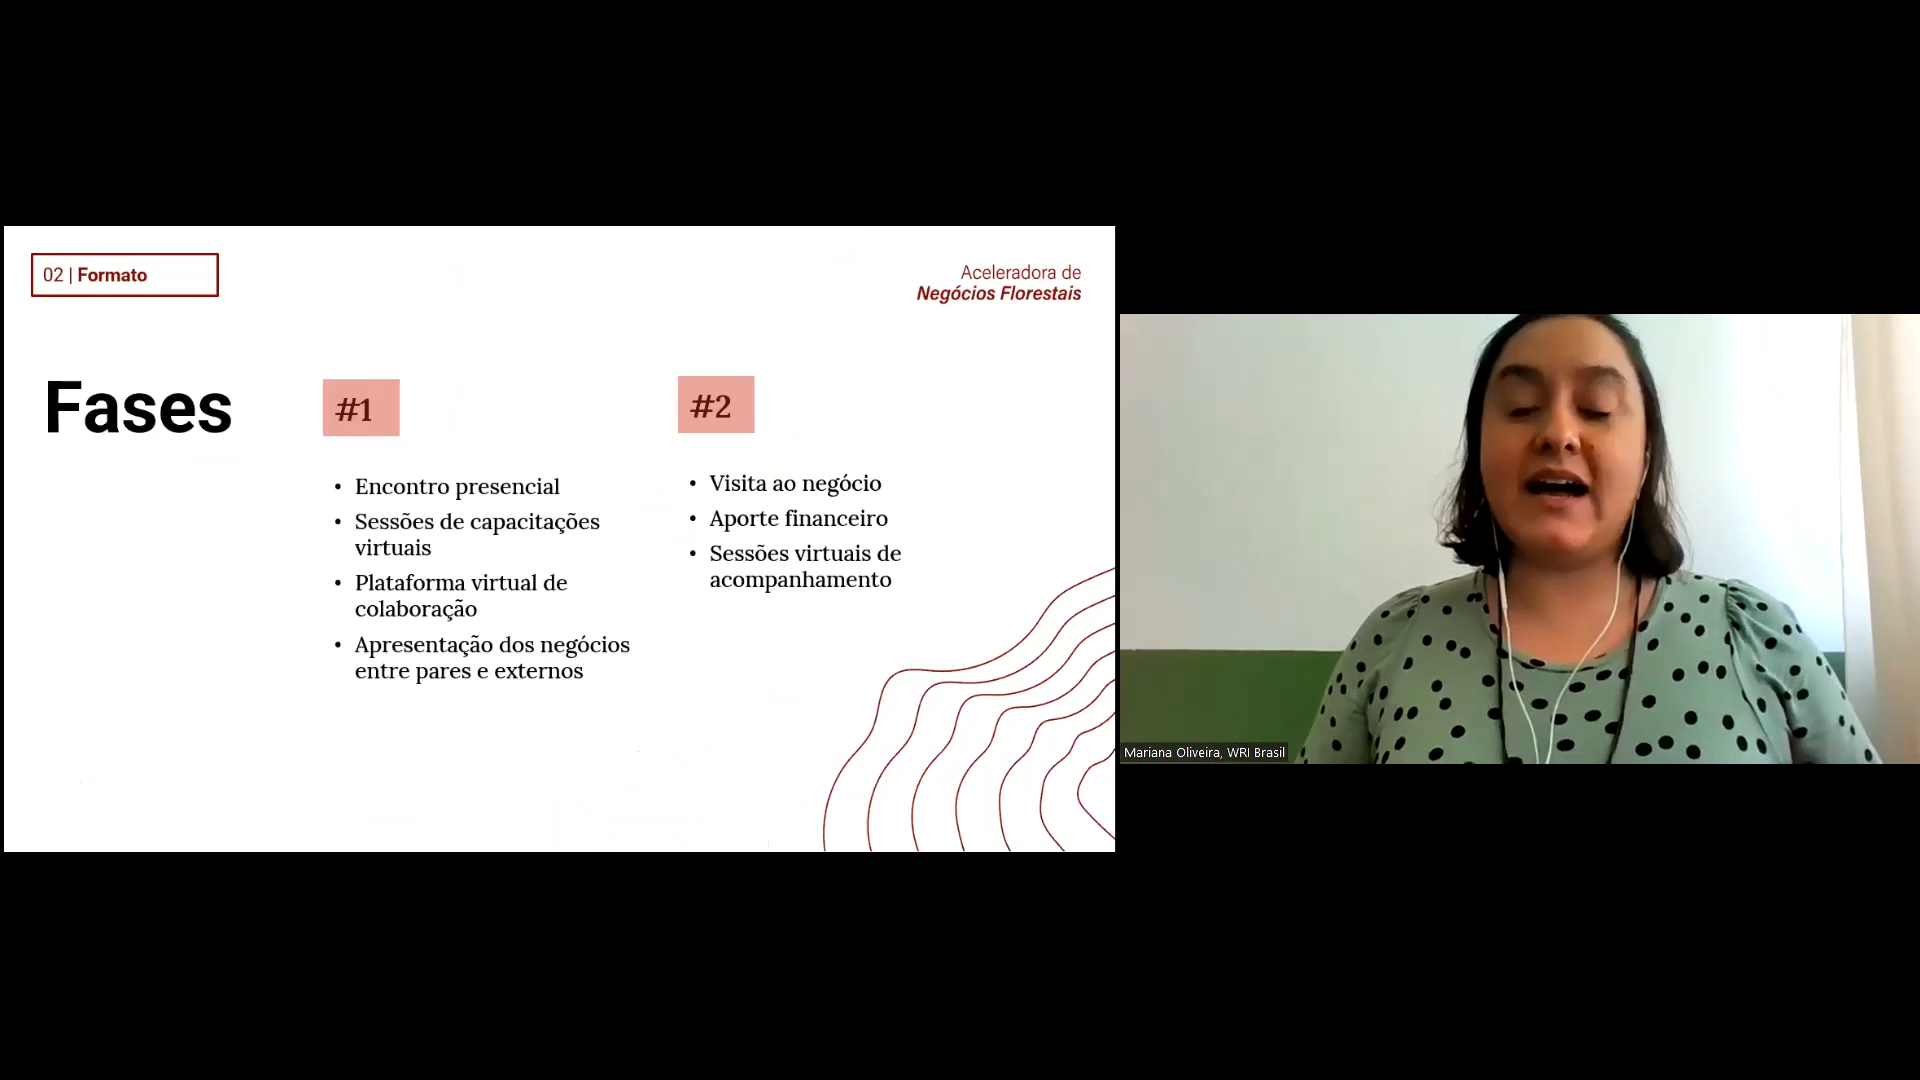 02 | Formato
Aceleradora de
Negócios Florestais
Fases
#1
• Encontro presencial
• Sessões de capacitações
virtuais
• Plataforma virtual de
colaboração
• Apresentação dos negócios
entre pares e externos
#2
• Visita ao negócio
• Aporte financeiro
• Sessões virtuais de
acompanhamento
Mariana Oliveira, WRI Brasil